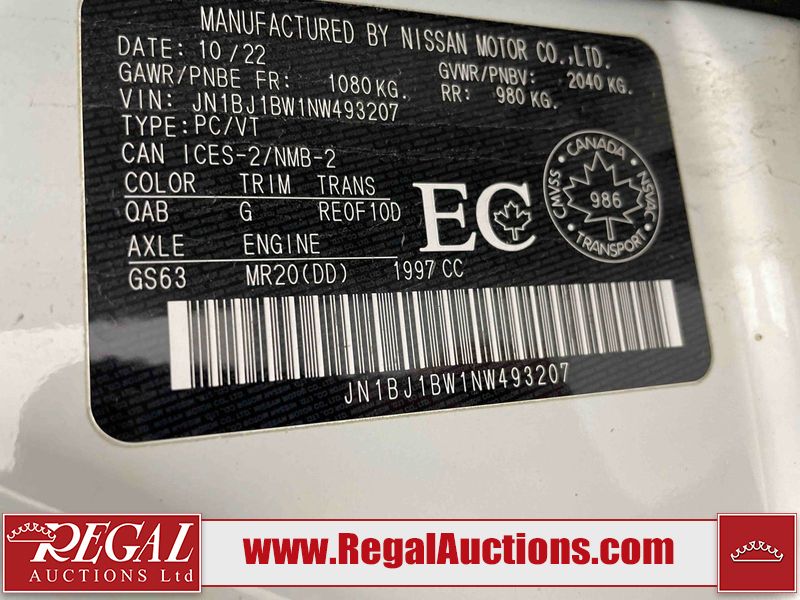 MANUFACTURED BY NISSAN MOTOR CO.,LTD.
DATE: 10/22
GAWR/PNBE FR: 1080KG. GVWR/PNBV: 2040 KG.
VIN: JN1BJ1BW1NW493207 RR: 980 KG.
TYPE:PC/VT
CAN ICES-2/NMB-2
COLOR TRIM TRANS
QAB G RE0F10D
AXLE ENGINE
GS63 MR20(DD) 1997 CC
EC
CANADA
CMVSS 986 NSVAC
TRANSPORT
JN1BJ1BW1NW493207
REGAL
AUCTIONS Ltd
www.RegalAuctions.com